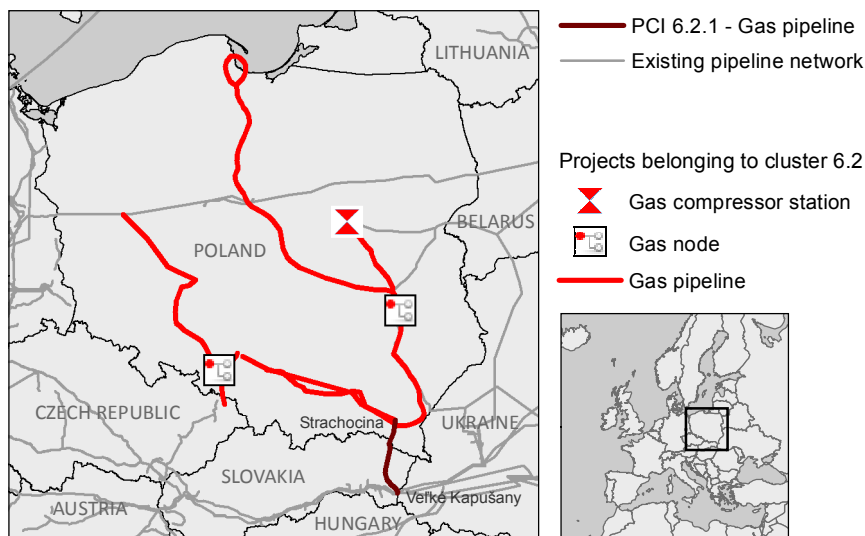 LITHUANIA
BELARUS
POLAND
CZECH REPUBLIC
Strachocina
UKRAINE
SLOVAKIA
Veľké Kapušany
AUSTRIA
HUNGARY
PCI 6.2.1 - Gas pipeline
Existing pipeline network
Projects belonging to cluster 6.2
Gas compressor station
Gas node
Gas pipeline